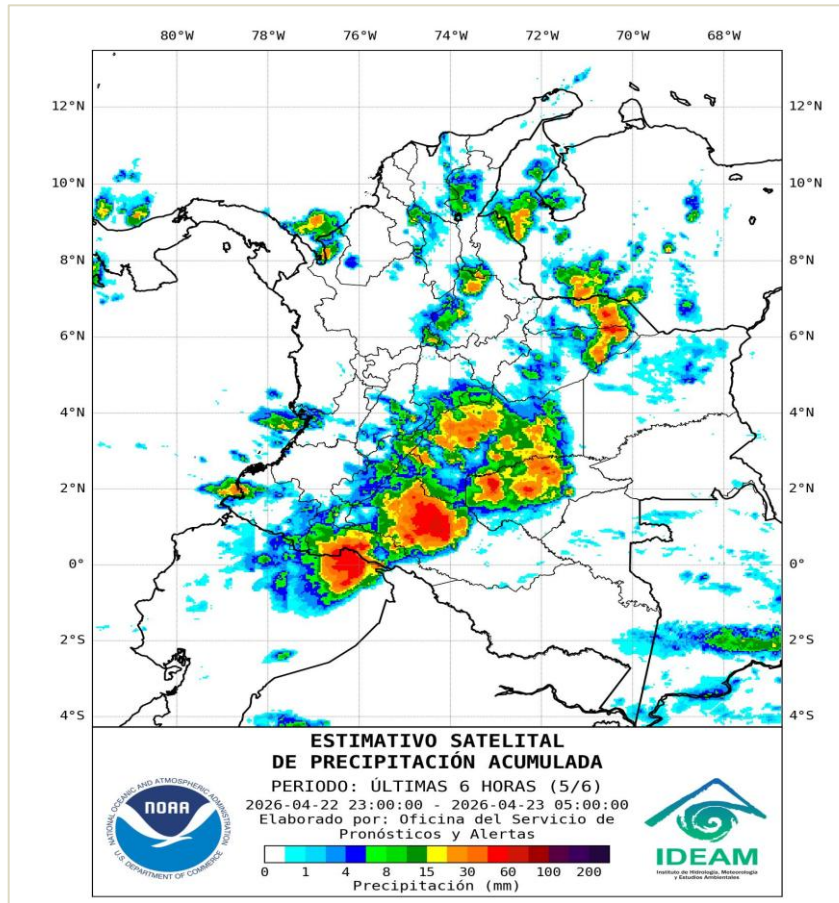 80°W 78°W 76°W 74°W 72°W 70°W 68°W
12°N 12°N
10°N 10°N
8°N 8°N
6°N 6°N
4°N 4°N
2°N 2°N
0° 0°
2°S 2°S
4°S 4°S
ESTIMATIVO SATELITAL
DE PRECIPITACIÓN ACUMULADA
PERIODO: ÚLTIMAS 6 HORAS (5/6)
2026-04-22 23:00:00 - 2026-04-23 05:00:00
Elaborado por: Oficina del Servicio de
Pronósticos y Alertas
0 1 4 8 15 30 60 100 200
Precipitación (mm)
NATIONAL OCEANIC AND ATMOSPHERIC ADMINISTRATION
NOAA
U.S. DEPARTMENT OF COMMERCE
IDEAM
Instituto de Hidrología, Meteorología
y Estudios Ambientales